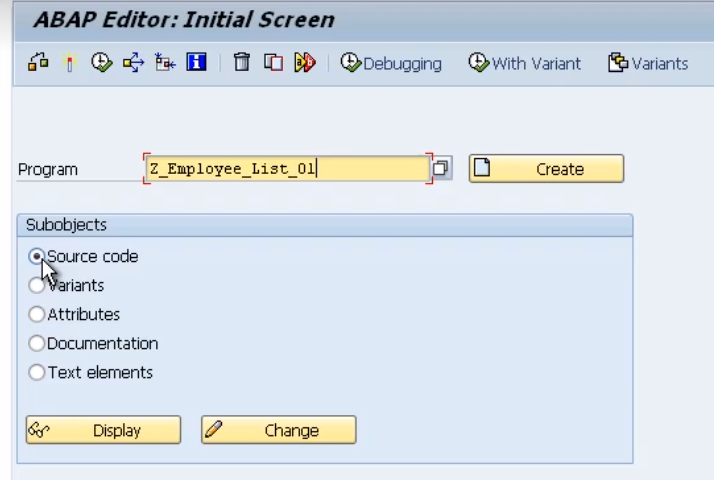 ABAP Editor: Initial Screen
Debugging With Variant Variants
Program Z_Employee_List_01 Create
Subobjects
Source code
Variants
Attributes
Documentation
Text elements
Display Change